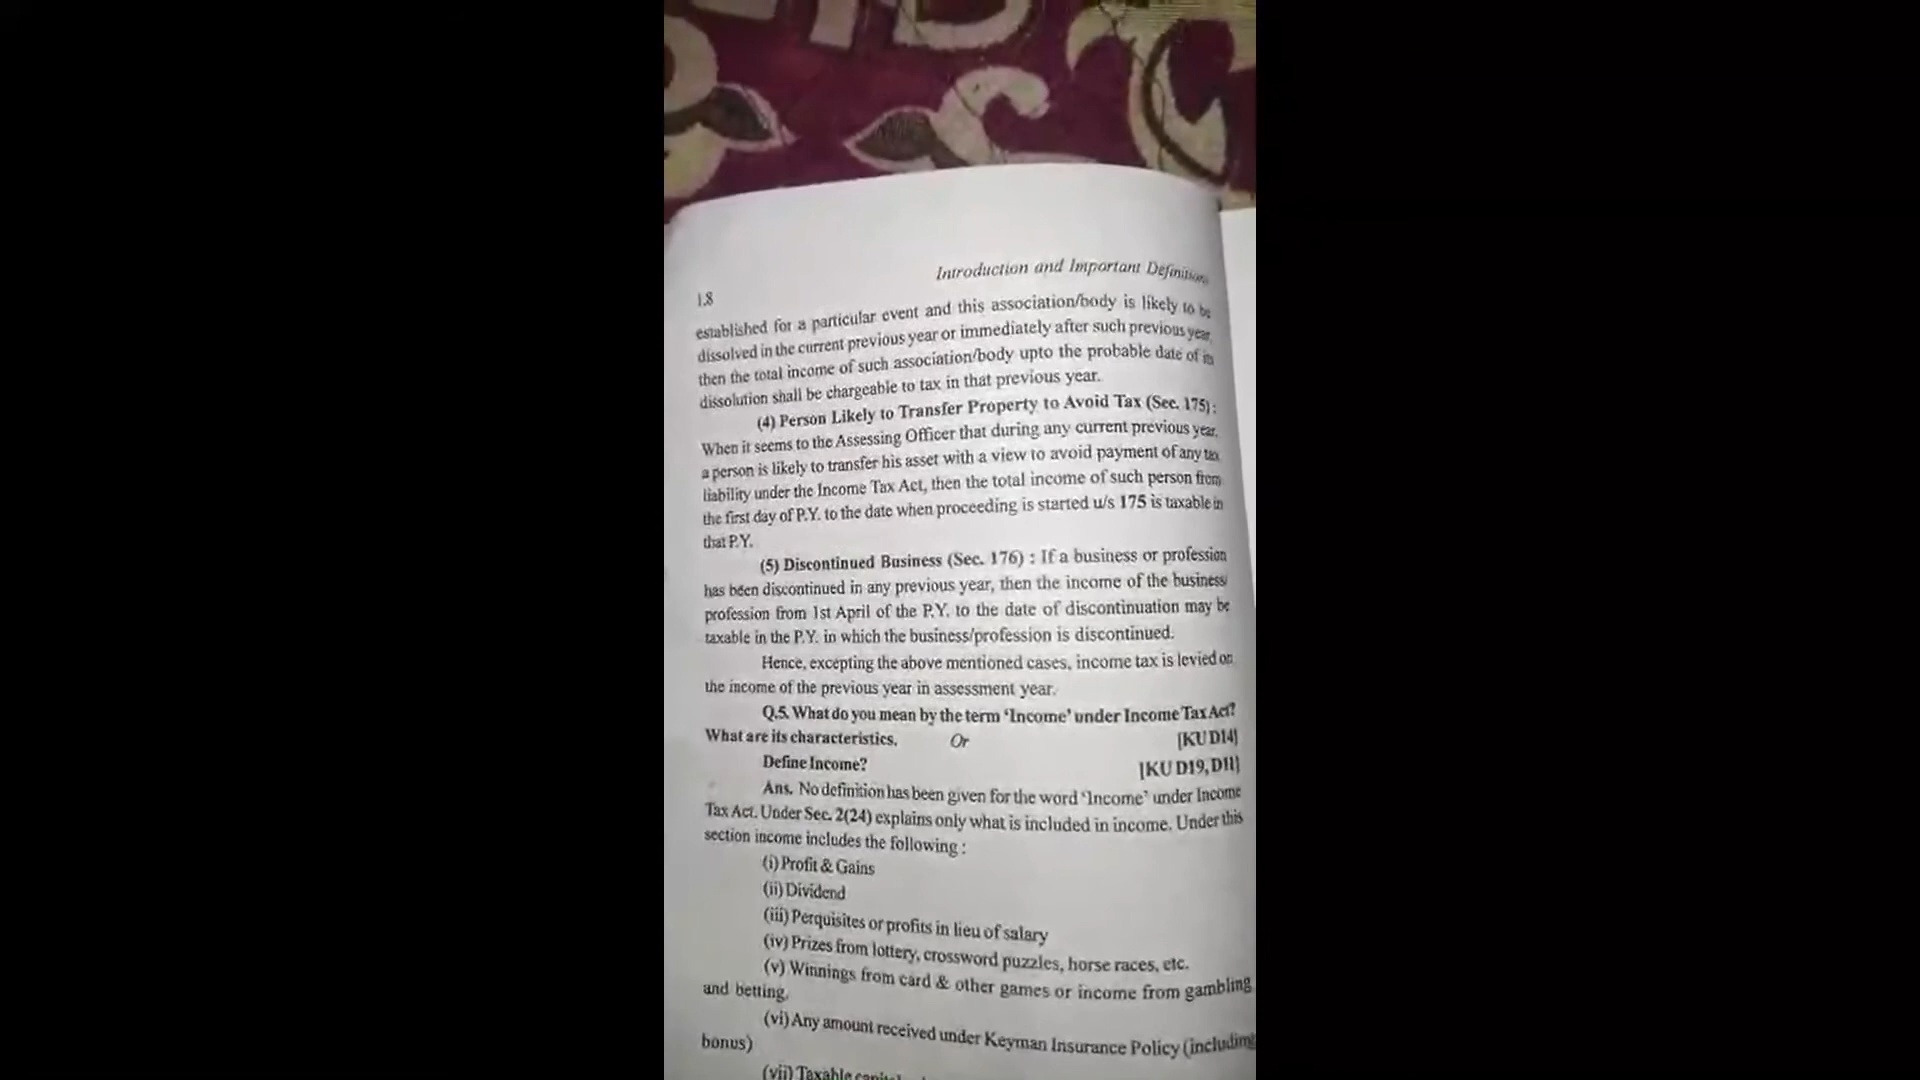 Introduction and Important Definitions
1.8
established for a particular event and this association/body is likely to be
dissolved in the current previous year or immediately after such previous year,
then the total income of such association/body upto the probable date of its
dissolution shall be chargeable to tax in that previous year.
(4) Person Likely to Transfer Property to Avoid Tax (Sec. 175) :
When it seems to the Assessing Officer that during any current previous year,
a person is likely to transfer his asset with a view to avoid payment of any tax
liability under the Income Tax Act, then the total income of such person from
the first day of P.Y. to the date when proceeding is started u/s 175 is taxable in
that P.Y.
(5) Discontinued Business (Sec. 176) : If a business or profession
has been discontinued in any previous year, then the income of the business/
profession from 1st April of the P.Y. to the date of discontinuation may be
taxable in the P.Y. in which the business/profession is discontinued.
Hence, excepting the above mentioned cases, income tax is levied on
the income of the previous year in assessment year.
Q.5. What do you mean by the term ‘Income’ under Income Tax Act?
What are its characteristics. Or [KU D14]
Define Income? [KU D19, D11]
Ans. No definition has been given for the word ‘Income’ under Income
Tax Act. Under Sec. 2(24) explains only what is included in income. Under this
section income includes the following :
(i) Profit & Gains
(ii) Dividend
(iii) Perquisites or profits in lieu of salary
(iv) Prizes from lottery, crossword puzzles, horse races, etc.
(v) Winnings from card & other games or income from gambling
and betting.
(vi) Any amount received under Keyman Insurance Policy (including
bonus)
(vii) Taxable